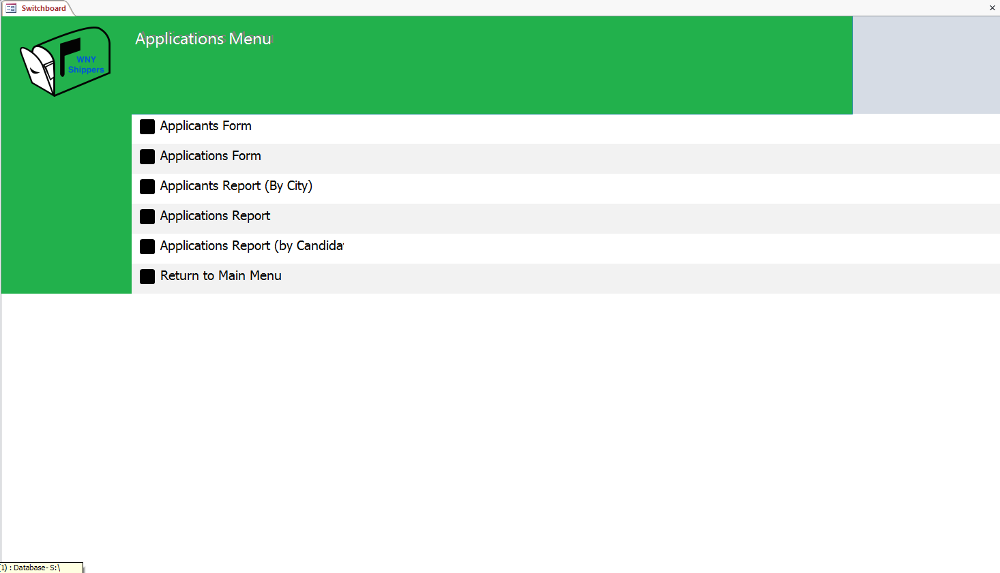 Switchboard
Applications Menu
WNY
Shippers
Applicants Form
Applications Form
Applicants Report (By City)
Applications Report
Applications Report (by Candida
Return to Main Menu
1) : Database- S:\